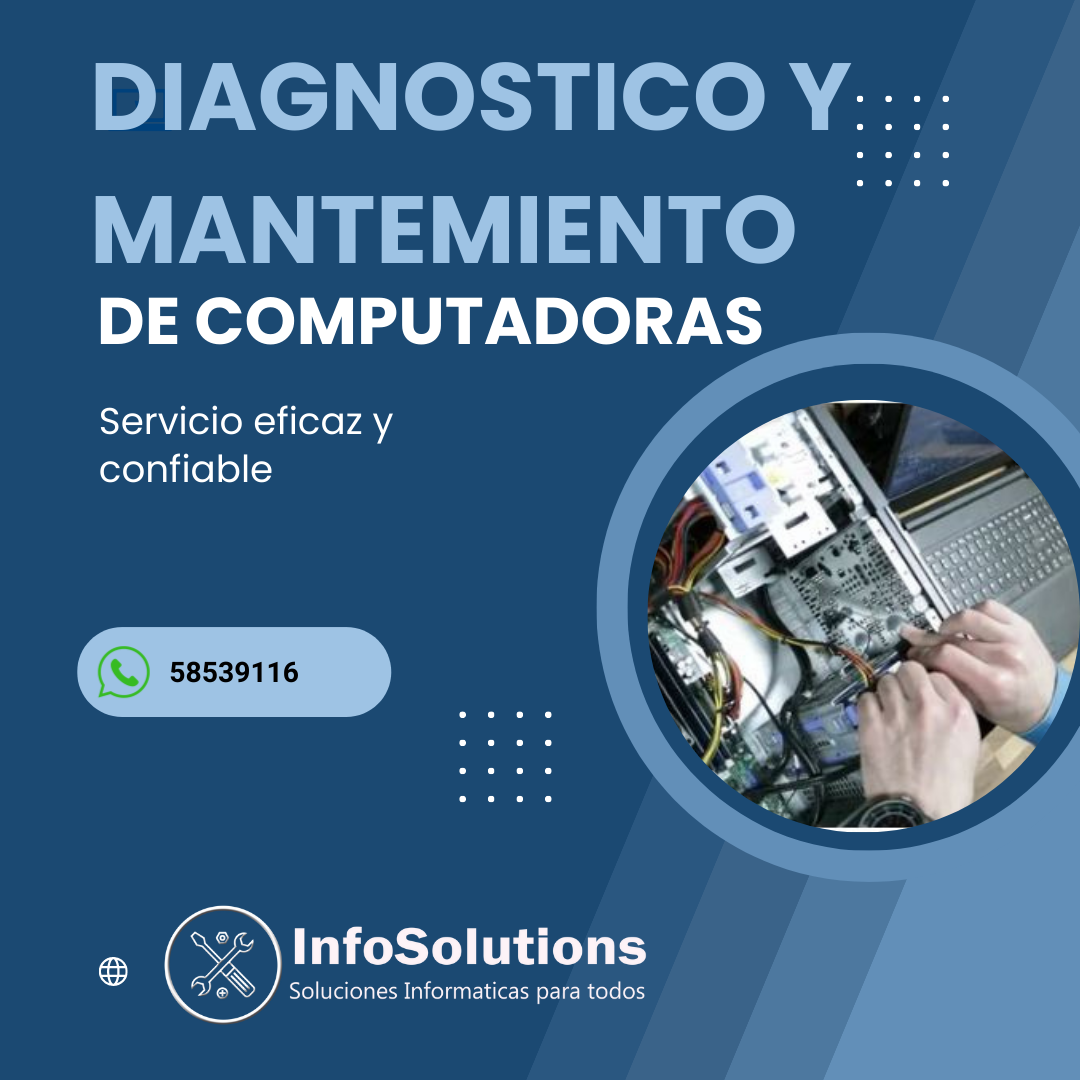 DIAGNOSTICO Y
MANTEMIENTO
DE COMPUTADORAS
Servicio eficaz y
confiable
58539116
InfoSolutions
Soluciones Informaticas para todos